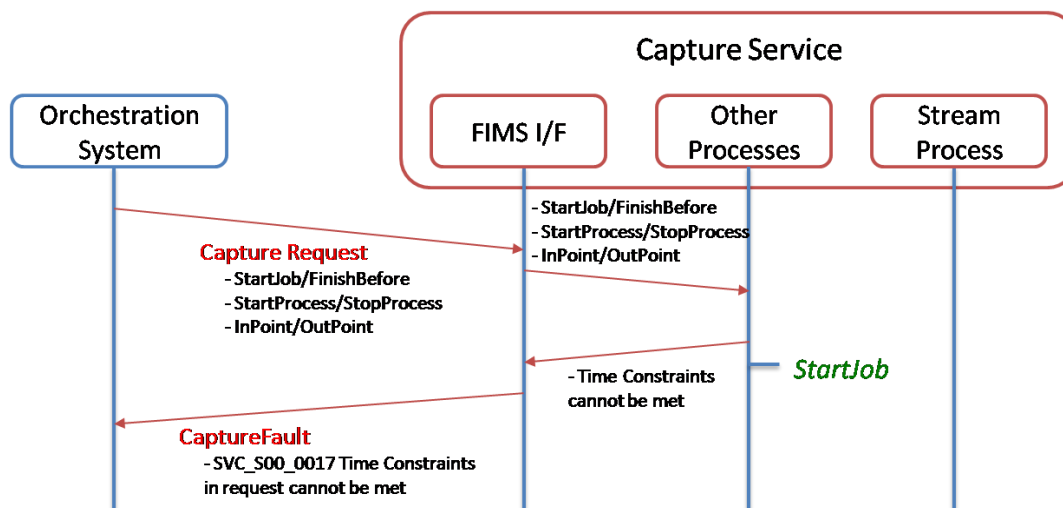 Capture Service
Orchestration
System
FIMS I/F
Other
Processes
Stream
Process
- StartJob/FinishBefore
- StartProcess/StopProcess
- InPoint/OutPoint
Capture Request
- StartJob/FinishBefore
- StartProcess/StopProcess
- InPoint/OutPoint
StartJob
- Time Constraints
cannot be met
CaptureFault
- SVC_S00_0017 Time Constraints
in request cannot be met